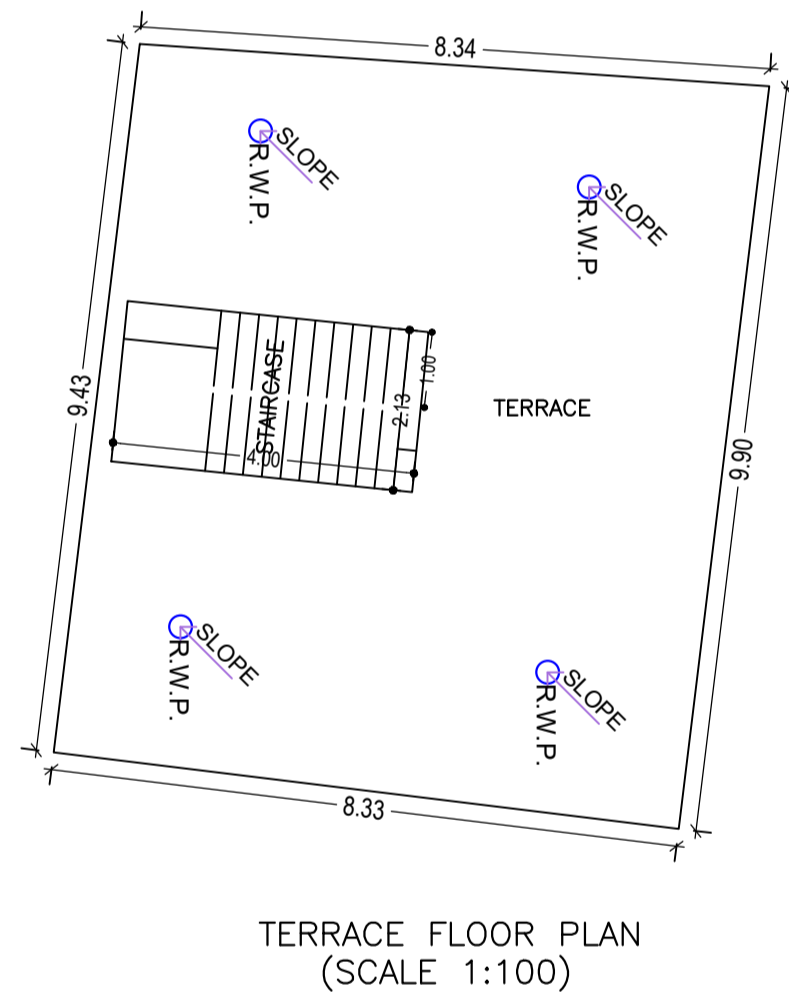 8.34
SLOPE
R.W.P.
SLOPE
R.W.P.
9.43
STAIRCASE
1.00
2.13
4.00
TERRACE
9.90
SLOPE
R.W.P.
SLOPE
R.W.P.
8.33
TERRACE FLOOR PLAN
(SCALE 1:100)